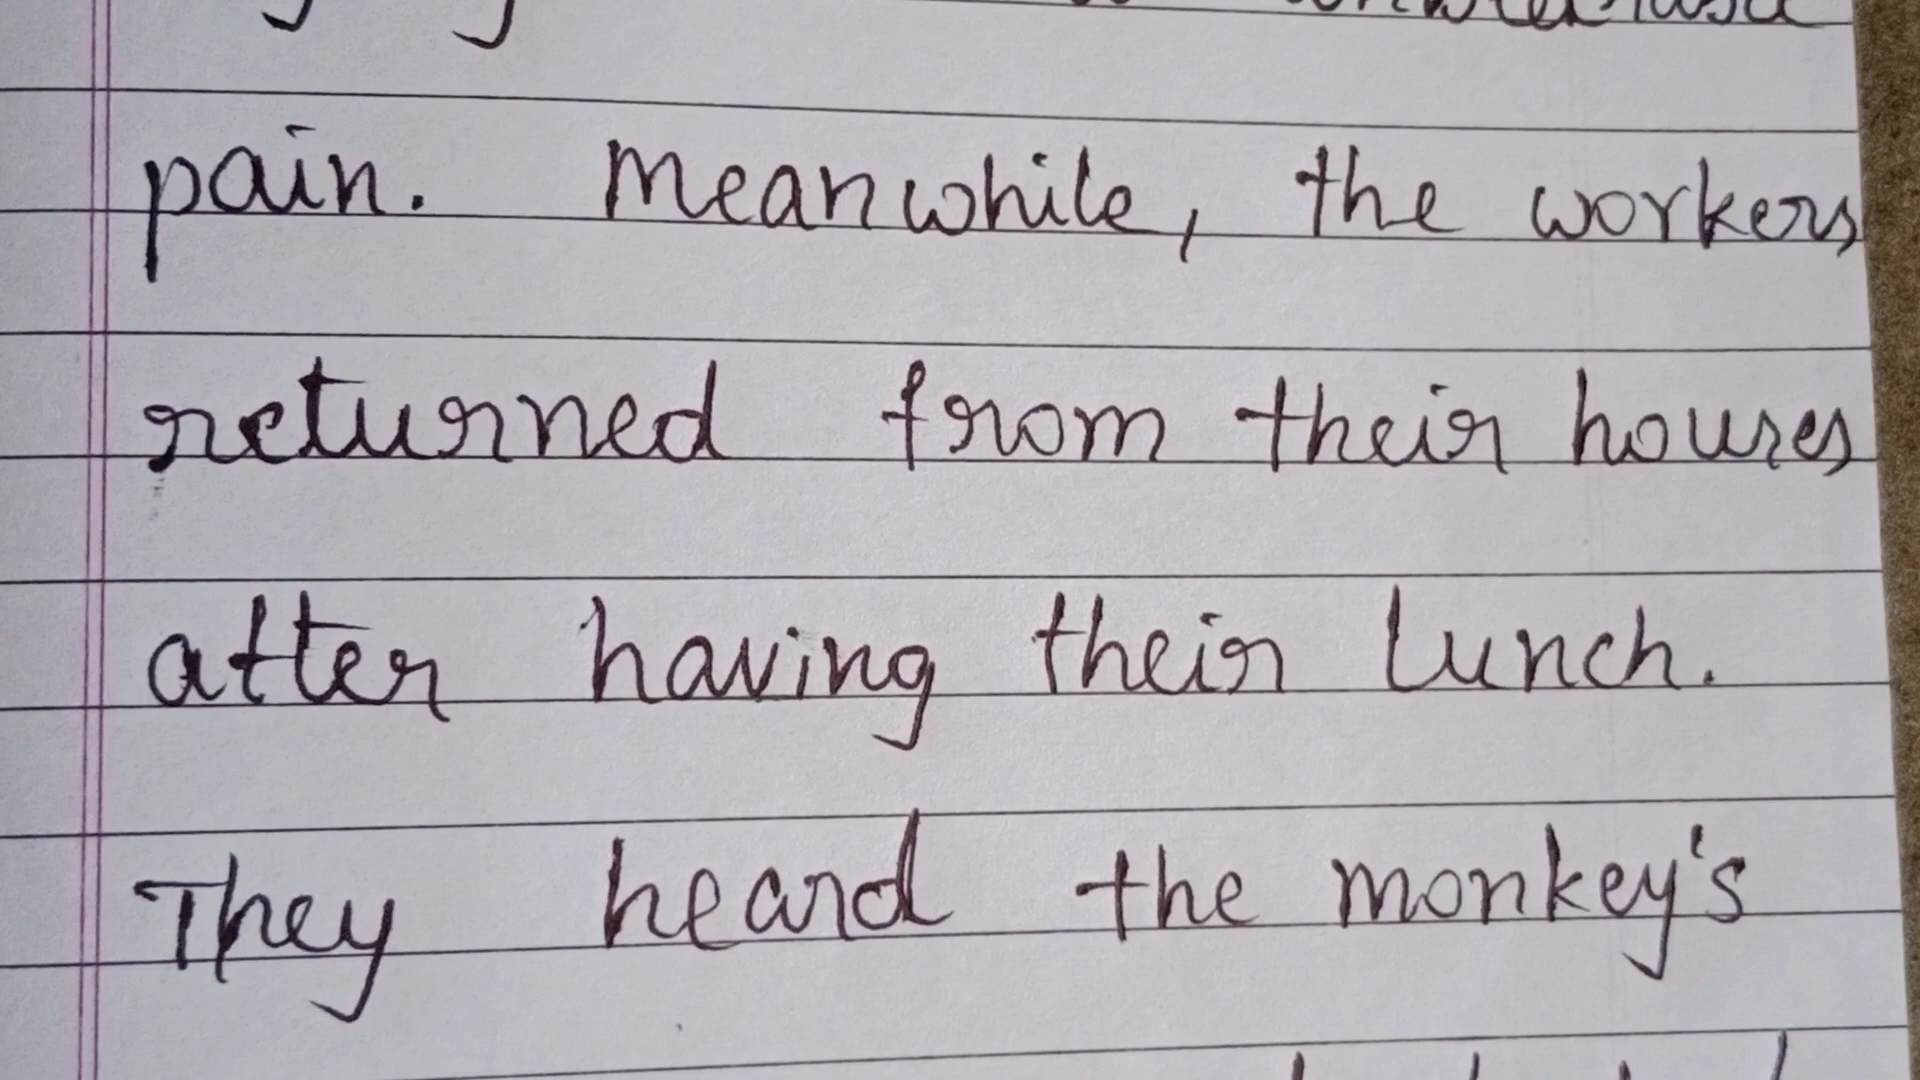 pain. Meanwhile, the workers
returned from their houses
after having their lunch.
They heard the monkey's